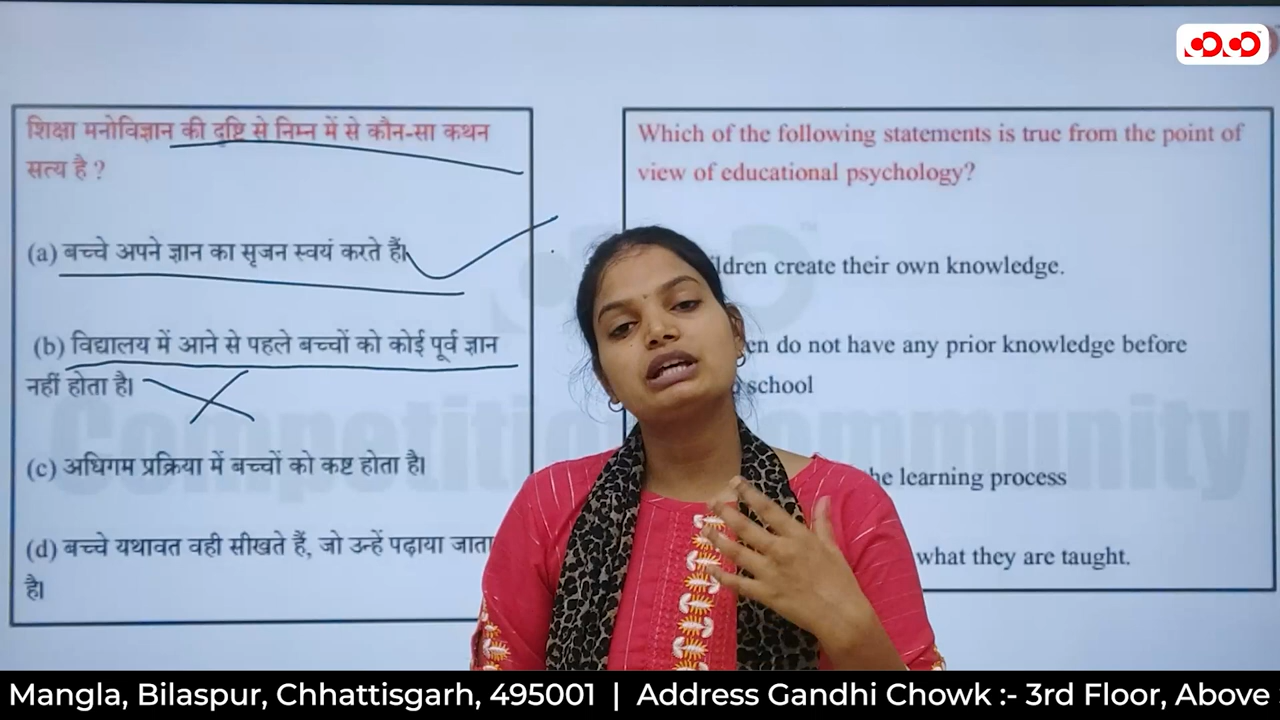 शिक्षा मनोविज्ञान की दृष्टि से निम्न में से कौन-सा कथन
सत्य है ?
(a) बच्चे अपने ज्ञान का सृजन स्वयं करते हैं।
(b) विद्यालय में आने से पहले बच्चों को कोई पूर्व ज्ञान
नहीं होता है।
(c) अधिगम प्रक्रिया में बच्चों को कष्ट होता है।
(d) बच्चे यथावत वही सीखते हैं, जो उन्हें पढ़ाया जाता
है।
Which of the following statements is true from the point of
view of educational psychology?
create their own knowledge.
do not have any prior knowledge before
school
learning process
what they are taught.
Mangla, Bilaspur, Chhattisgarh, 495001 | Address Gandhi Chowk :- 3rd Floor, Above